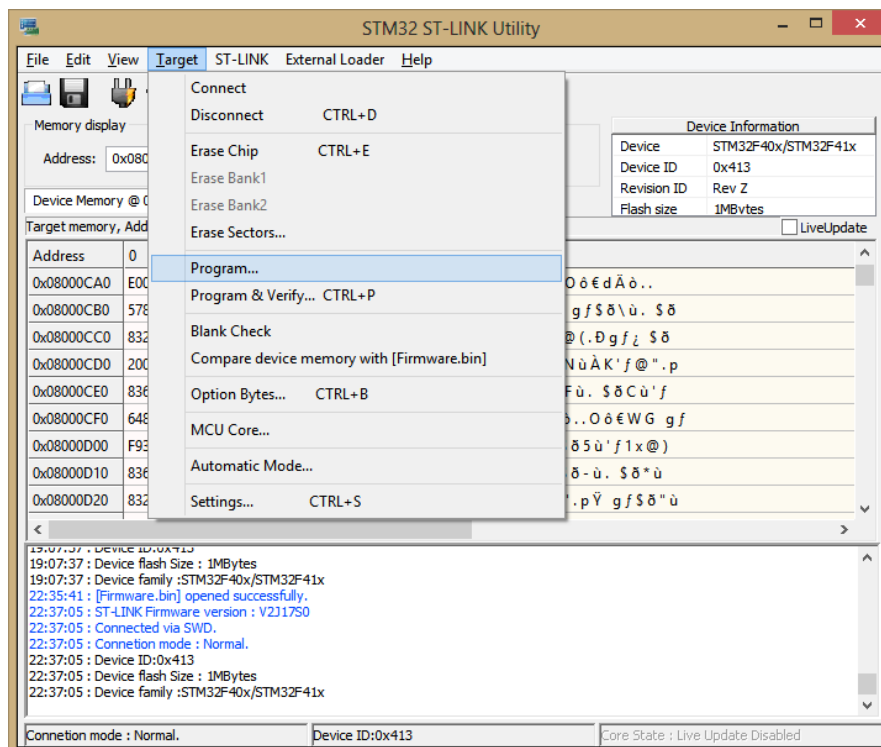 STM32 ST-LINK Utility
File Edit View Target ST-LINK External Loader Help
Memory display
Address: 0x080
Device Memory @ 0
Target memory, Add
Connect
Disconnect CTRL+D
Erase Chip CTRL+E
Erase Bank1
Erase Bank2
Erase Sectors...
Program...
Program & Verify... CTRL+P
Blank Check
Compare device memory with [Firmware.bin]
Option Bytes... CTRL+B
MCU Core...
Automatic Mode...
Settings... CTRL+S
Device Information
Device STM32F40x/STM32F41x
Device ID 0x413
Revision ID Rev Z
Flash size 1MBytes
LiveUpdate
Address 0
0x08000CA0 E00 O ô € d Ä ò . .
0x08000CB0 578 g ƒ $ ð \ ù . $ ð
0x08000CC0 832 @ ( . Ð g ƒ ¿ $ ð
0x08000CD0 200 N ù À K ' ƒ @ " . p
0x08000CE0 836 F ù . $ ð C ù ' ƒ
0x08000CF0 648 . . O ô € W G g ƒ
0x08000D00 F93 ð 5 ù ' ƒ 1 x @ )
0x08000D10 836 ð - ù . $ ð * ù
0x08000D20 832 . p Ÿ g ƒ $ ð " ù
19:07:37 : Device ID:0x413
19:07:37 : Device flash Size : 1MBytes
19:07:37 : Device family :STM32F40x/STM32F41x
22:35:41 : [Firmware.bin] opened successfully.
22:37:05 : ST-LINK Firmware version : V2J17S0
22:37:05 : Connected via SWD.
22:37:05 : Connetion mode : Normal.
22:37:05 : Device ID:0x413
22:37:05 : Device flash Size : 1MBytes
22:37:05 : Device family :STM32F40x/STM32F41x
Connetion mode : Normal. Device ID:0x413 Core State : Live Update Disabled